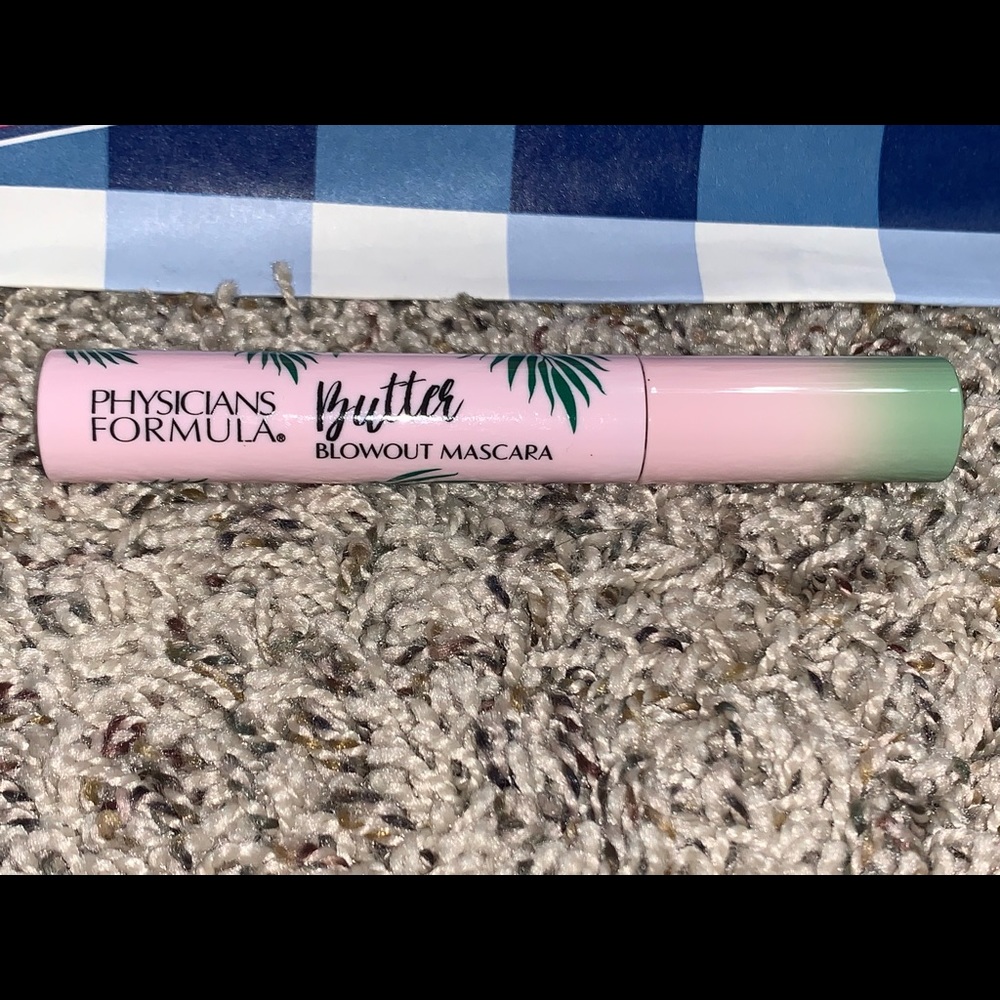 PHYSICIANS
FORMULA®
Butter
BLOWOUT MASCARA